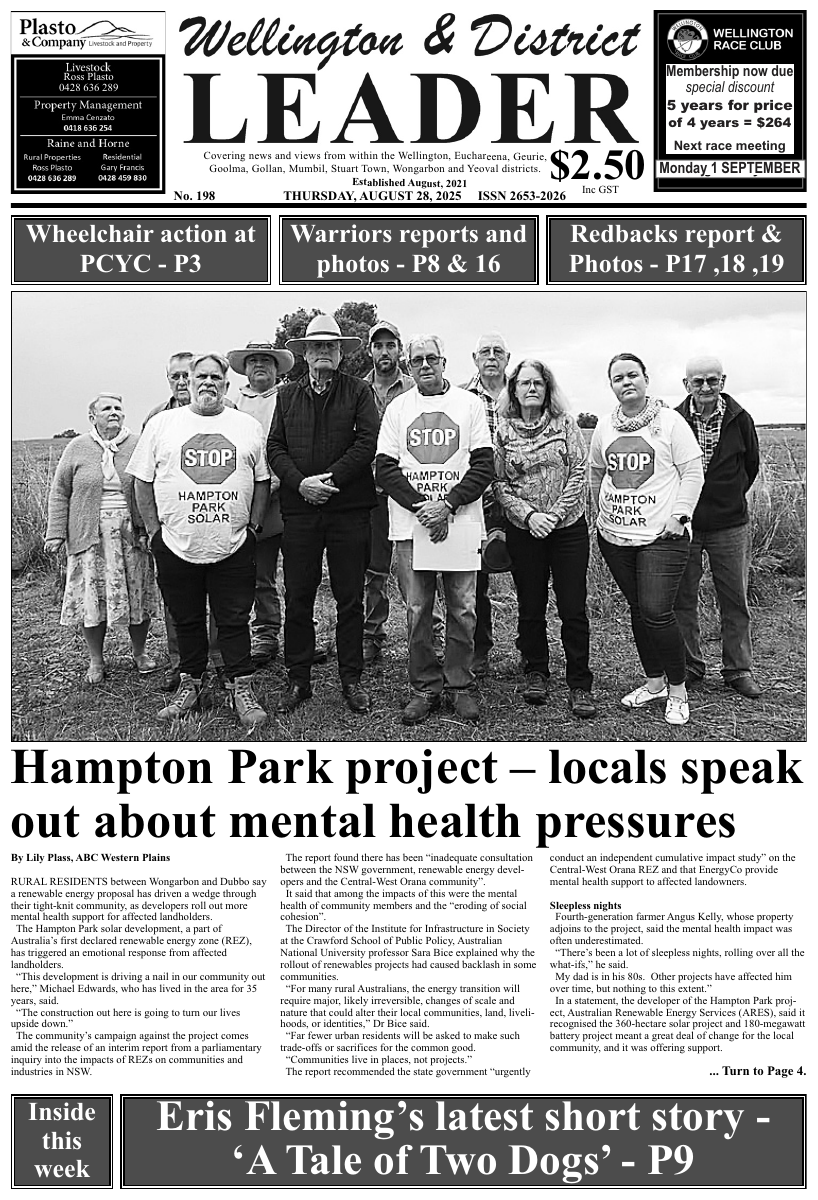 Plasto
& Company Livestock and Property
Livestock
Ross Plasto
0428 636 289
Property Management
Emma Cenzato
0418 636 254
Raine and Horne
Rural Properties Residential
Ross Plasto Gary Francis
0428 636 289 0428 459 830
Wellington & District
LEADER
Covering news and views from within the Wellington, Euchareena, Geurie,
Goolma, Gollan, Mumbil, Stuart Town, Wongarbon and Yeoval districts.
Established August, 2021
$2.50
Inc GST
No. 198 THURSDAY, AUGUST 28, 2025 ISSN 2653-2026
WELLINGTON
RACE CLUB
Membership now due
special discount
5 years for price
of 4 years = $264
Next race meeting
Monday 1 SEPTEMBER
Wheelchair action at
PCYC - P3
Warriors reports and
photos - P8 & 16
Redbacks report &
Photos - P17 ,18 ,19
STOP
HAMPTON
PARK
SOLAR
STOP
HAMPTON
PARK
SOLAR
STOP
HAMPTON
PARK
SOLAR
Hampton Park project – locals speak
out about mental health pressures
By Lily Plass, ABC Western Plains
RURAL RESIDENTS between Wongarbon and Dubbo say
a renewable energy proposal has driven a wedge through
their tight-knit community, as developers roll out more
mental health support for affected landholders.
The Hampton Park solar development, a part of
Australia's first declared renewable energy zone (REZ),
has triggered an emotional response from affected
landholders.
“This development is driving a nail in our community out
here,” Michael Edwards, who has lived in the area for 35
years, said.
“The construction out here is going to turn our lives
upside down.”
The community's campaign against the project comes
amid the release of an interim report from a parliamentary
inquiry into the impacts of REZs on communities and
industries in NSW.
The report found there has been “inadequate consultation
between the NSW government, renewable energy devel-
opers and the Central-West Orana community”.
It said that among the impacts of this were the mental
health of community members and the “eroding of social
cohesion”.
The Director of the Institute for Infrastructure in Society
at the Crawford School of Public Policy, Australian
National University professor Sara Bice explained why the
rollout of renewables projects had caused backlash in some
communities.
“For many rural Australians, the energy transition will
require major, likely irreversible, changes of scale and
nature that could alter their local communities, land, liveli-
hoods, or identities,” Dr Bice said.
“Far fewer urban residents will be asked to make such
trade-offs or sacrifices for the common good.
“Communities live in places, not projects.”
The report recommended the state government “urgently
conduct an independent cumulative impact study” on the
Central-West Orana REZ and that EnergyCo provide
mental health support to affected landowners.
Sleepless nights
Fourth-generation farmer Angus Kelly, whose property
adjoins to the project, said the mental health impact was
often underestimated.
“There's been a lot of sleepless nights, rolling over all the
what-ifs,” he said.
My dad is in his 80s. Other projects have affected him
over time, but nothing to this extent.”
In a statement, the developer of the Hampton Park proj-
ect, Australian Renewable Energy Services (ARES), said it
recognised the 360-hectare solar project and 180-megawatt
battery project meant a great deal of change for the local
community, and it was offering support.
... Turn to Page 4.
Inside
this
week
Eris Fleming's latest short story -
‘A Tale of Two Dogs’ - P9